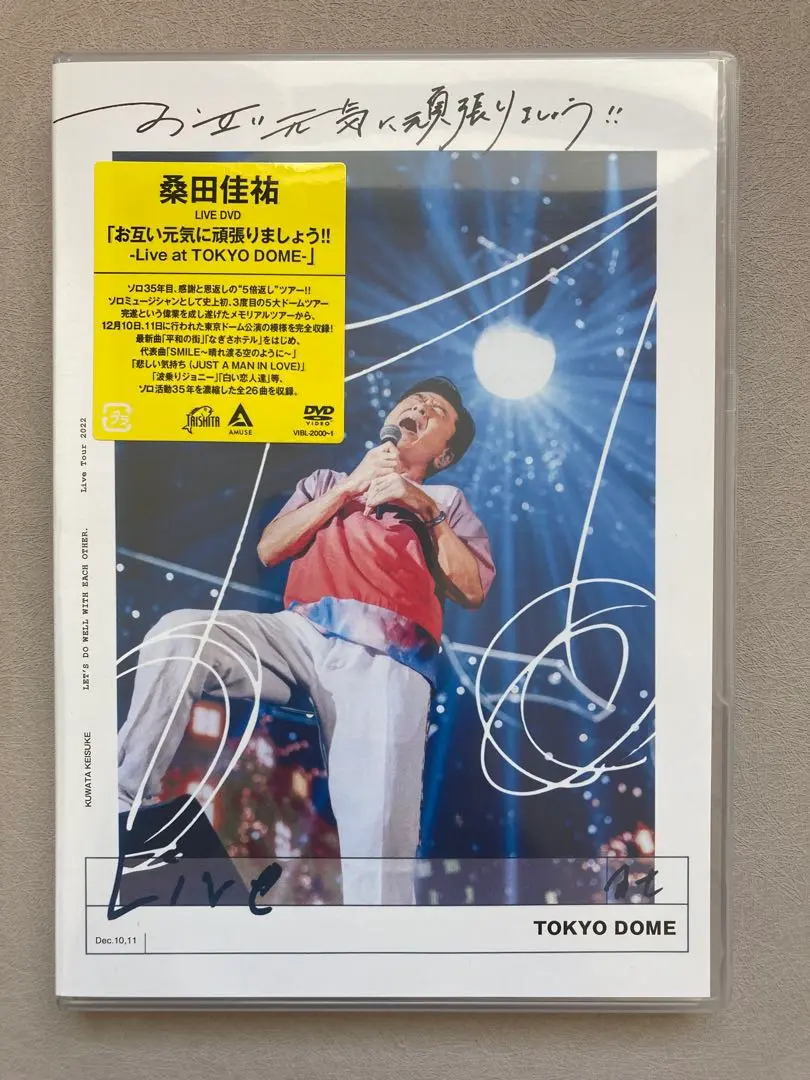 お互い元気に頑張りましょう!!
桑田佳祐
LIVE DVD
「お互い元気に頑張りましょう!!
-Live at TOKYO DOME-」
ソロ35年目、感謝と恩返しの“5倍返し”ツアー!!
ソロミュージシャンとして史上初、3度目の5大ドームツアー
完遂という偉業を成し遂げたメモリアルツアーから、
12月10日、11日に行われた東京ドーム公演の模様を完全収録!
最新曲「平和の街」「なぎさホテル」をはじめ、
代表曲「SMILE〜晴れ渡る空のように〜」
「悲しい気持ち (JUST A MAN IN LOVE)」
「波乗りジョニー」「白い恋人達」等、
ソロ活動35年を濃縮した全26曲を収録。
プラ
TAISHITA
AMUSE
DVD
VIDEO
VIBL-2000~1
KUWATA KEISUKE LET'S DO WELL WITH EACH OTHER. Live Tour 2022
Live at
TOKYO DOME
Dec.10,11